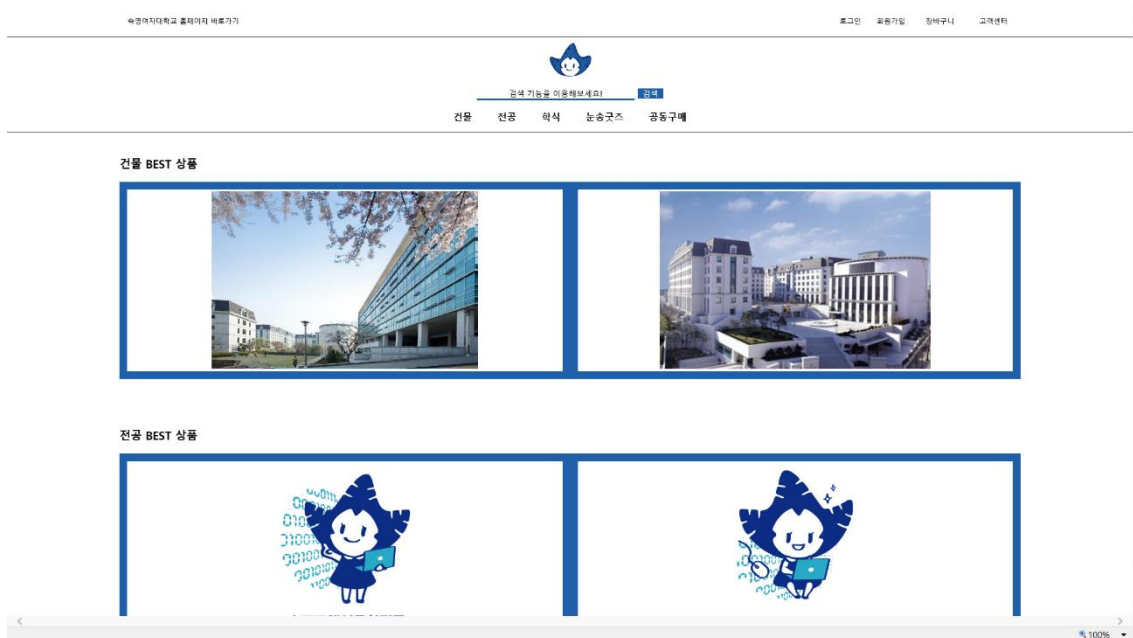 숙명여자대학교 홈페이지 바로가기
로그인 회원가입 장바구니 고객센터
검색 기능을 이용해보세요! 검색
건물 전공 학식 눈송굿즈 공동구매
건물 BEST 상품
전공 BEST 상품
100%